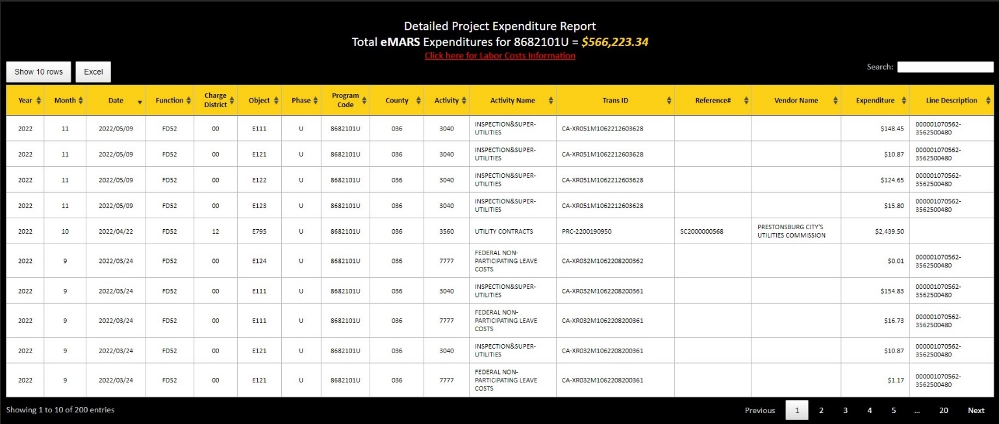 Detailed Project Expenditure Report
Total eMARS Expenditures for 8682101U = $566,223.34
Click here for Labor Costs Information
Show 10 rows Excel Search:
Year Month Date Function Charge District Object Phase Program Code County Activity Activity Name Trans ID Reference# Vendor Name Expenditure Line Description
2022 11 2022/05/09 FD52 00 E111 U 8682101U 036 3040 INSPECTION&SUPER-UTILITIES CA-XR051M1062212603628 $148.45 000001070562-3562500480
2022 11 2022/05/09 FD52 00 E121 U 8682101U 036 3040 INSPECTION&SUPER-UTILITIES CA-XR051M1062212603628 $10.87 000001070562-3562500480
2022 11 2022/05/09 FD52 00 E122 U 8682101U 036 3040 INSPECTION&SUPER-UTILITIES CA-XR051M1062212603628 $124.65 000001070562-3562500480
2022 11 2022/05/09 FD52 00 E123 U 8682101U 036 3040 INSPECTION&SUPER-UTILITIES CA-XR051M1062212603628 $15.80 000001070562-3562500480
2022 10 2022/04/22 FD52 12 E795 U 8682101U 036 3560 UTILITY CONTRACTS PRC-2200190950 SC2000000568 PRESTONSBURG CITY'S UTILITIES COMMISSION $2,439.50
2022 9 2022/03/24 FD52 00 E124 U 8682101U 036 7777 FEDERAL NON-PARTICIPATING LEAVE COSTS CA-XR032M1062208200362 $0.01 000001070562-3562500480
2022 9 2022/03/24 FD52 00 E111 U 8682101U 036 3040 INSPECTION&SUPER-UTILITIES CA-XR032M1062208200361 $154.83 000001070562-3562500480
2022 9 2022/03/24 FD52 00 E111 U 8682101U 036 7777 FEDERAL NON-PARTICIPATING LEAVE COSTS CA-XR032M1062208200361 $16.73 000001070562-3562500480
2022 9 2022/03/24 FD52 00 E121 U 8682101U 036 3040 INSPECTION&SUPER-UTILITIES CA-XR032M1062208200361 $10.87 000001070562-3562500480
2022 9 2022/03/24 FD52 00 E121 U 8682101U 036 7777 FEDERAL NON-PARTICIPATING LEAVE COSTS CA-XR032M1062208200361 $1.17 000001070562-3562500480
Showing 1 to 10 of 200 entries Previous 1 2 3 4 5 ... 20 Next